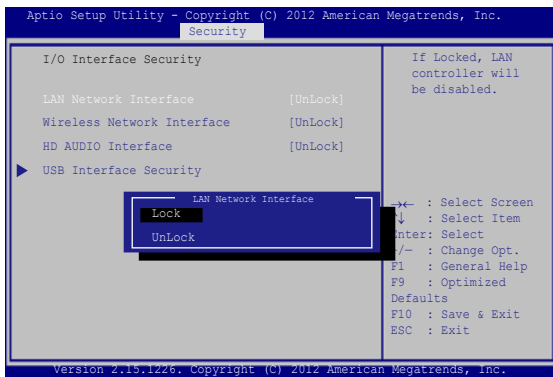 Aptio Setup Utility - Copyright (C) 2012 American Megatrends, Inc.
Security
I/O Interface Security
LAN Network Interface [UnLock]
Wireless Network Interface [UnLock]
HD AUDIO Interface [UnLock]
USB Interface Security
If Locked, LAN
controller will
be disabled.
LAN Network Interface
Lock
UnLock
→← : Select Screen
↑↓ : Select Item
Enter: Select
+/— : Change Opt.
F1 : General Help
F9 : Optimized
Defaults
F10 : Save & Exit
ESC : Exit
Version 2.15.1226. Copyright (C) 2012 American Megatrends, Inc.